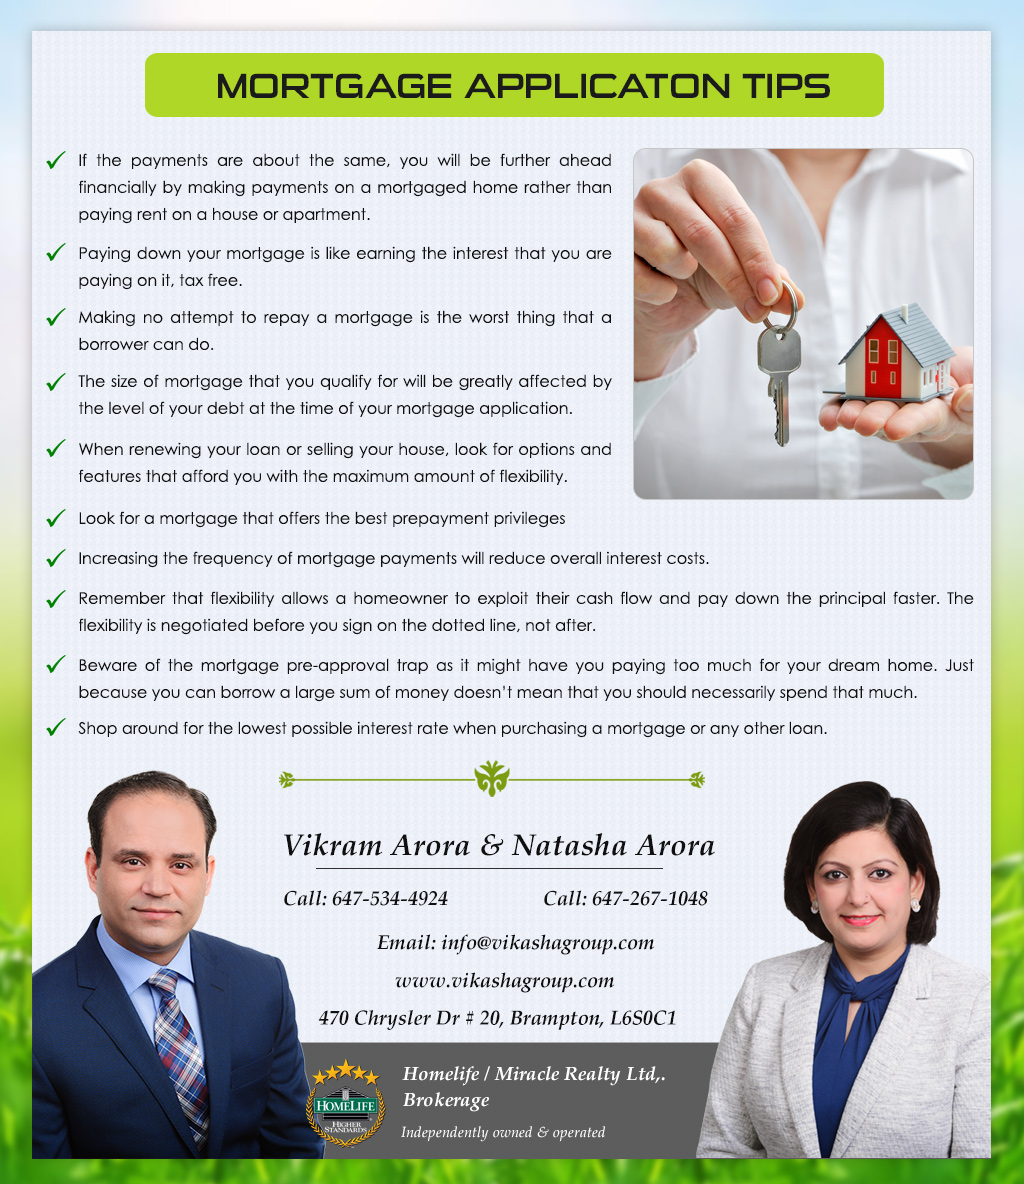 MORTGAGE APPLICATON TIPS
If the payments are about the same, you will be further ahead
financially by making payments on a mortgaged home rather than
paying rent on a house or apartment.
Paying down your mortgage is like earning the interest that you are
paying on it, tax free.
Making no attempt to repay a mortgage is the worst thing that a
borrower can do.
The size of mortgage that you qualify for will be greatly affected by
the level of your debt at the time of your mortgage application.
When renewing your loan or selling your house, look for options and
features that afford you with the maximum amount of flexibility.
Look for a mortgage that offers the best prepayment privileges
Increasing the frequency of mortgage payments will reduce overall interest costs.
Remember that flexibility allows a homeowner to exploit their cash flow and pay down the principal faster. The
flexibility is negotiated before you sign on the dotted line, not after.
Beware of the mortgage pre-approval trap as it might have you paying too much for your dream home. Just
because you can borrow a large sum of money doesn’t mean that you should necessarily spend that much.
Shop around for the lowest possible interest rate when purchasing a mortgage or any other loan.
Vikram Arora & Natasha Arora
Call: 647-534-4924 Call: 647-267-1048
Email: info@vikashagroup.com
www.vikashagroup.com
470 Chrysler Dr # 20, Brampton, L6S0C1
Homelife / Miracle Realty Ltd,.
Brokerage
Independently owned & operated
HOMELIFE
HIGHER
STANDARDS